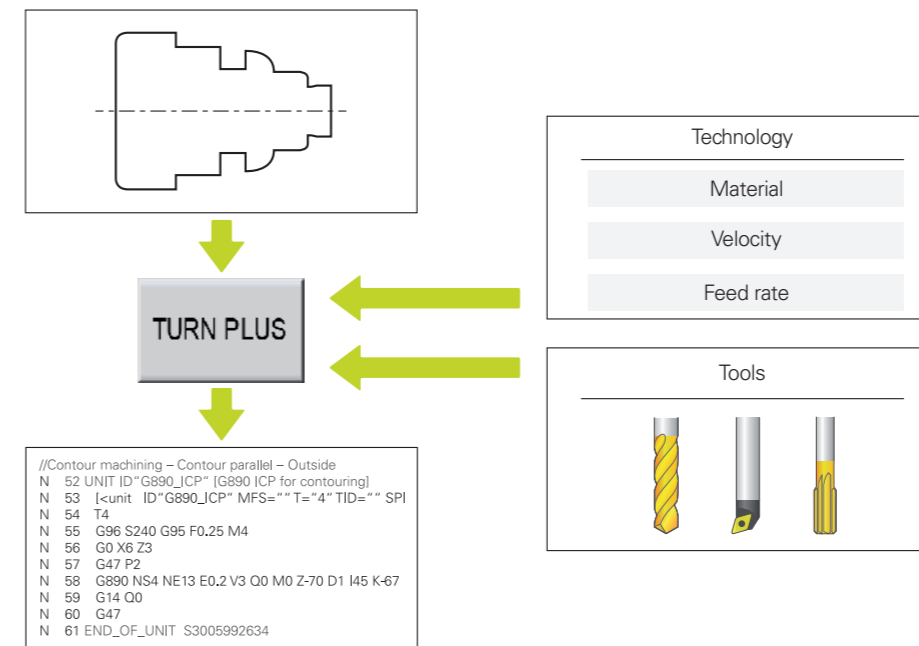 Technology
Material
Velocity
Feed rate
TURN PLUS
Tools
//Contour machining – Contour parallel – Outside
N 52 UNIT ID"G890_ICP" [G890 ICP for contouring]
N 53 [<unit ID"G890_ICP" MFS="" T="4" TID="" SPI
N 54 T4
N 55 G96 S240 G95 F0.25 M4
N 56 G0 X6 Z3
N 57 G47 P2
N 58 G890 NS4 NE13 E0.2 V3 Q0 M0 Z-70 D1 I45 K-67
N 59 G14 Q0
N 60 G47
N 61 END_OF_UNIT S3005992634